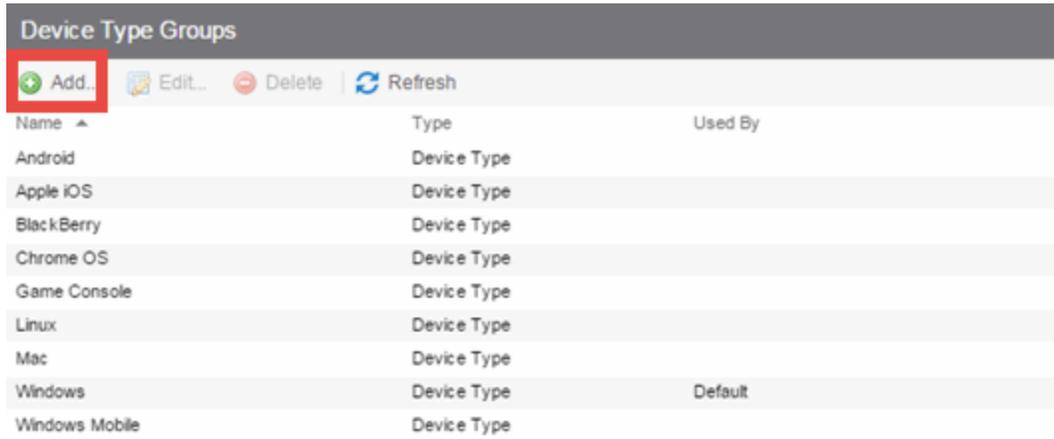 Device Type Groups
Add... Edit... Delete Refresh
Name Type Used By
Android Device Type
Apple iOS Device Type
BlackBerry Device Type
Chrome OS Device Type
Game Console Device Type
Linux Device Type
Mac Device Type
Windows Device Type Default
Windows Mobile Device Type